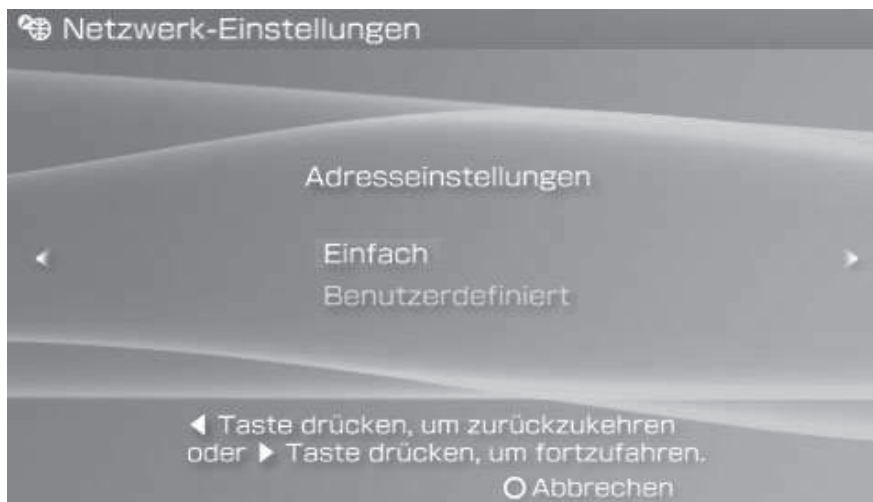 Netzwerk-Einstellungen
Adresseinstellungen
Einfach
Benutzerdefiniert
◀ Taste drücken, um zurückzukehren
oder ▶ Taste drücken, um fortzufahren.
Abbrechen